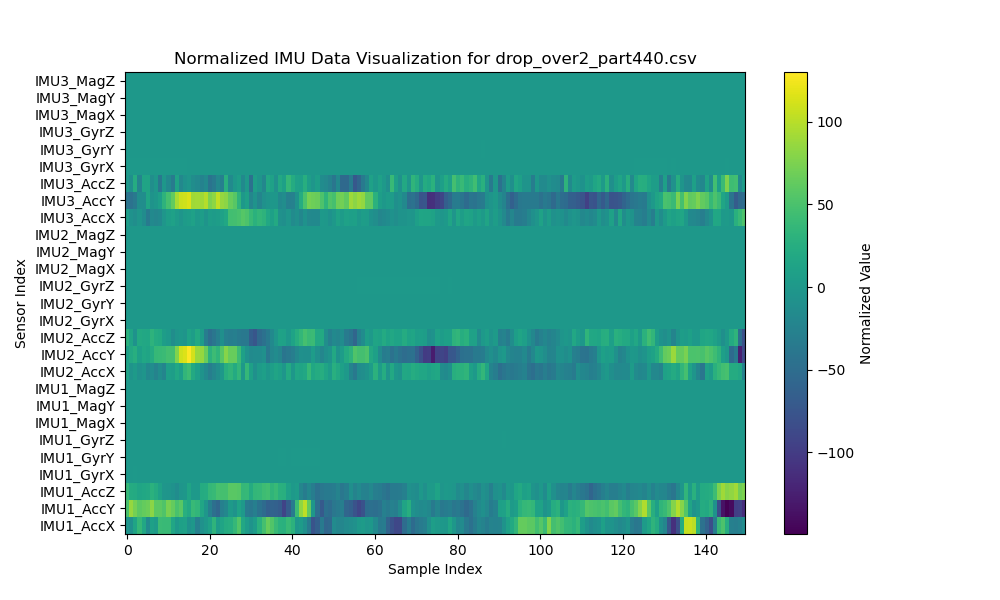 Normalized IMU Data Visualization for drop_over2_part440.csv
IMU3_MagZ
IMU3_MagY
IMU3_MagX
IMU3_GyrZ
IMU3_GyrY
IMU3_GyrX
IMU3_AccZ
IMU3_AccY
IMU3_AccX
IMU2_MagZ
IMU2_MagY
IMU2_MagX
IMU2_GyrZ
IMU2_GyrY
IMU2_GyrX
IMU2_AccZ
IMU2_AccY
IMU2_AccX
IMU1_MagZ
IMU1_MagY
IMU1_MagX
IMU1_GyrZ
IMU1_GyrY
IMU1_GyrX
IMU1_AccZ
IMU1_AccY
IMU1_AccX
Sensor Index
0 20 40 60 80 100 120 140
Sample Index
100
50
0
−50
−100
Normalized Value